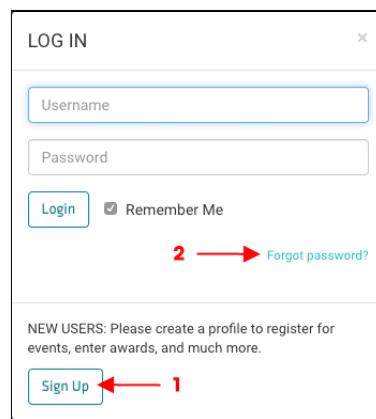 LOG IN
×
Username
Password
Login Remember Me
2 Forgot password?
NEW USERS: Please create a profile to register for
events, enter awards, and much more.
Sign Up 1